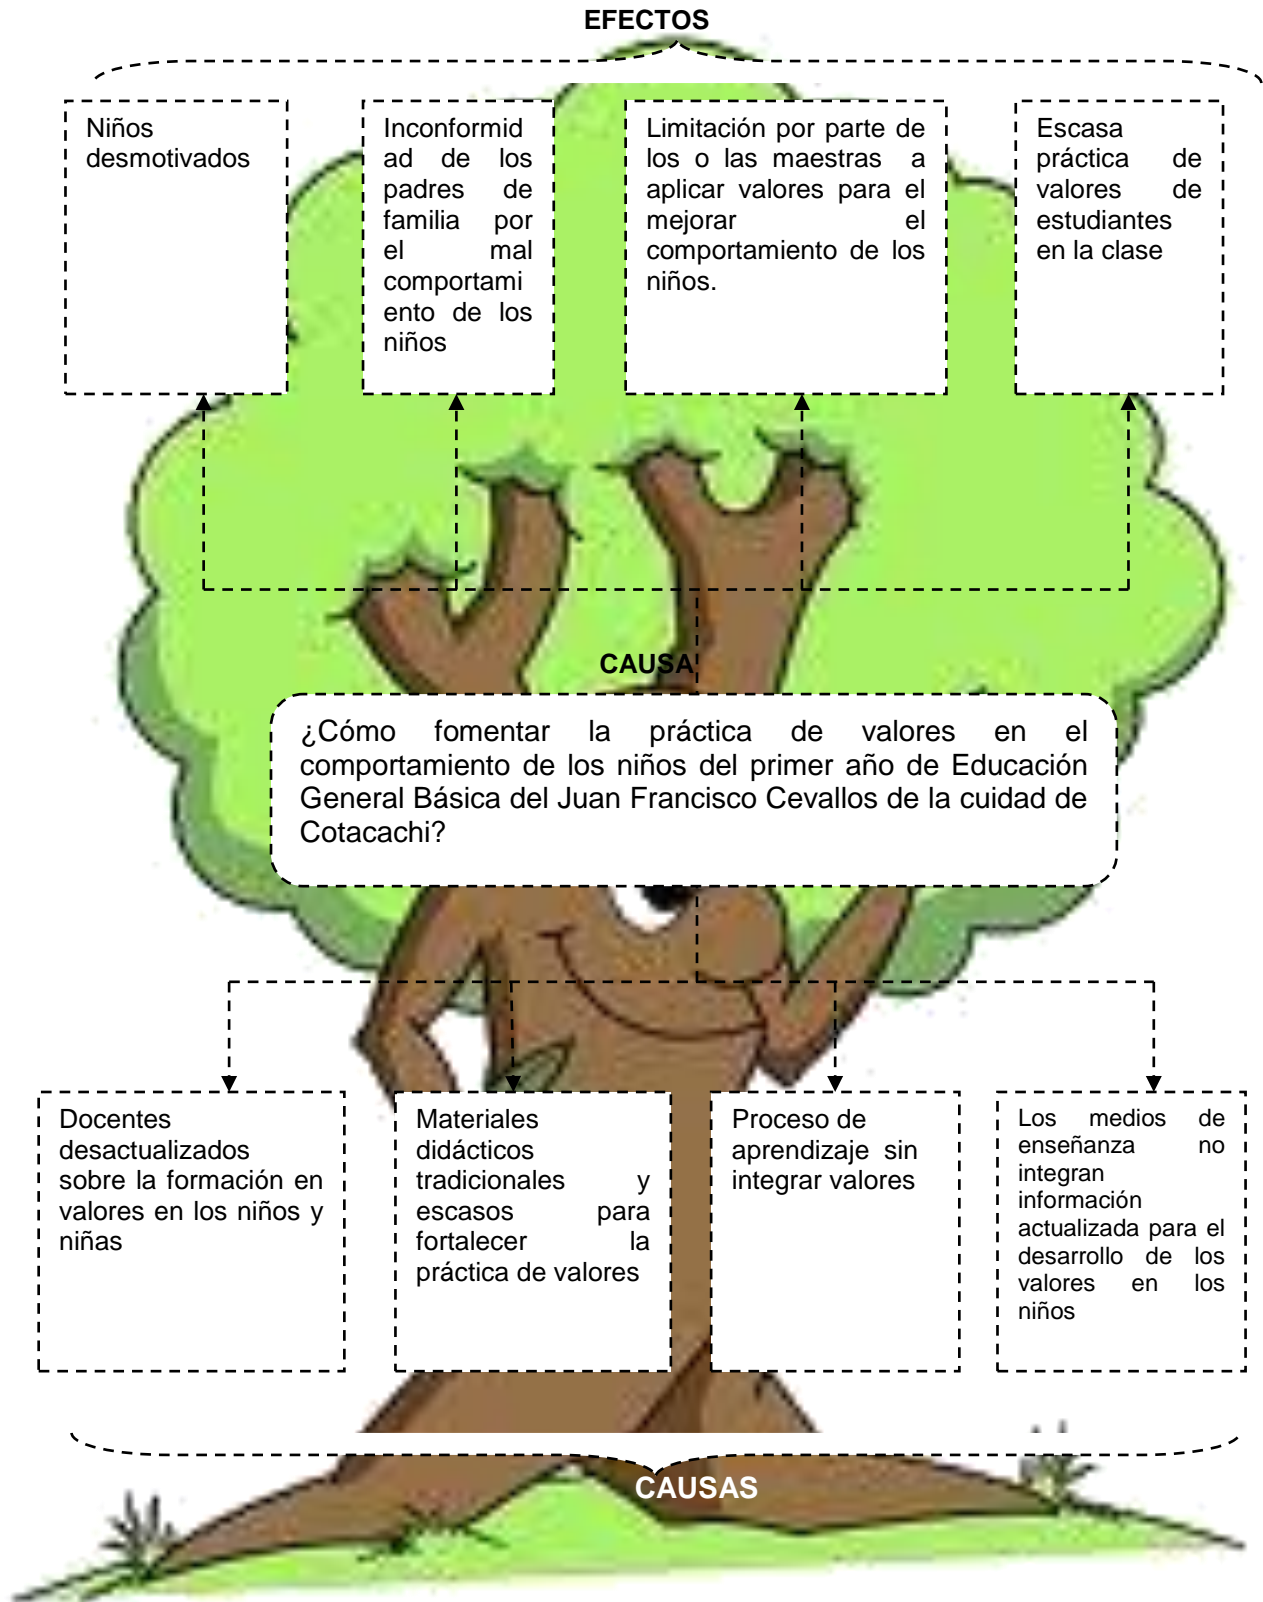 EFECTOS
Niños
desmotivados
Inconformid
ad de los
padres de
familia por
el mal
comportami
ento de los
niños
Limitación por parte de
los o las maestras a
aplicar valores para el
mejorar el
comportamiento de los
niños.
Escasa
práctica de
valores de
estudiantes
en la clase
CAUSA
¿Cómo fomentar la práctica de valores en el
comportamiento de los niños del primer año de Educación
General Básica del Juan Francisco Cevallos de la cuidad de
Cotacachi?
Docentes
desactualizados
sobre la formación en
valores en los niños y
niñas
Materiales
didácticos
tradicionales y
escasos para
fortalecer la
práctica de valores
Proceso de
aprendizaje sin
integrar valores
Los medios de
enseñanza no
integran
información
actualizada para el
desarrollo de los
valores en los
niños
CAUSAS